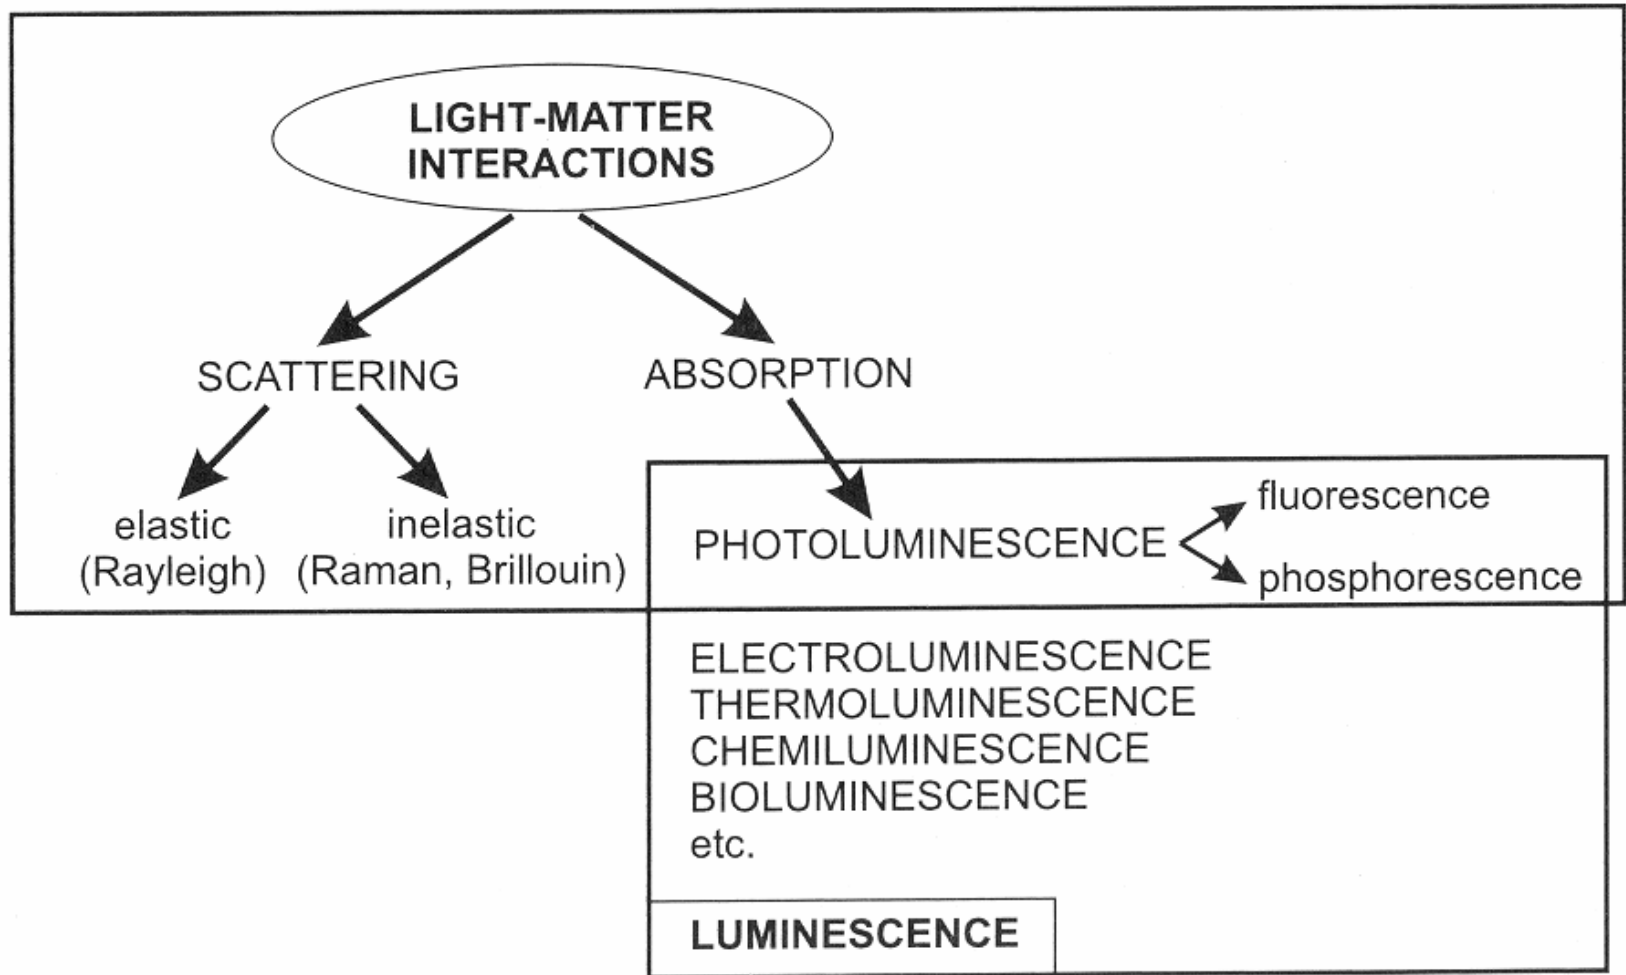 LIGHT-MATTER
INTERACTIONS
SCATTERING
ABSORPTION
elastic
(Rayleigh)
inelastic
(Raman, Brillouin)
PHOTOLUMINESCENCE
fluorescence
phosphorescence
ELECTROLUMINESCENCE
THERMOLUMINESCENCE
CHEMILUMINESCENCE
BIOLUMINESCENCE
etc.
LUMINESCENCE